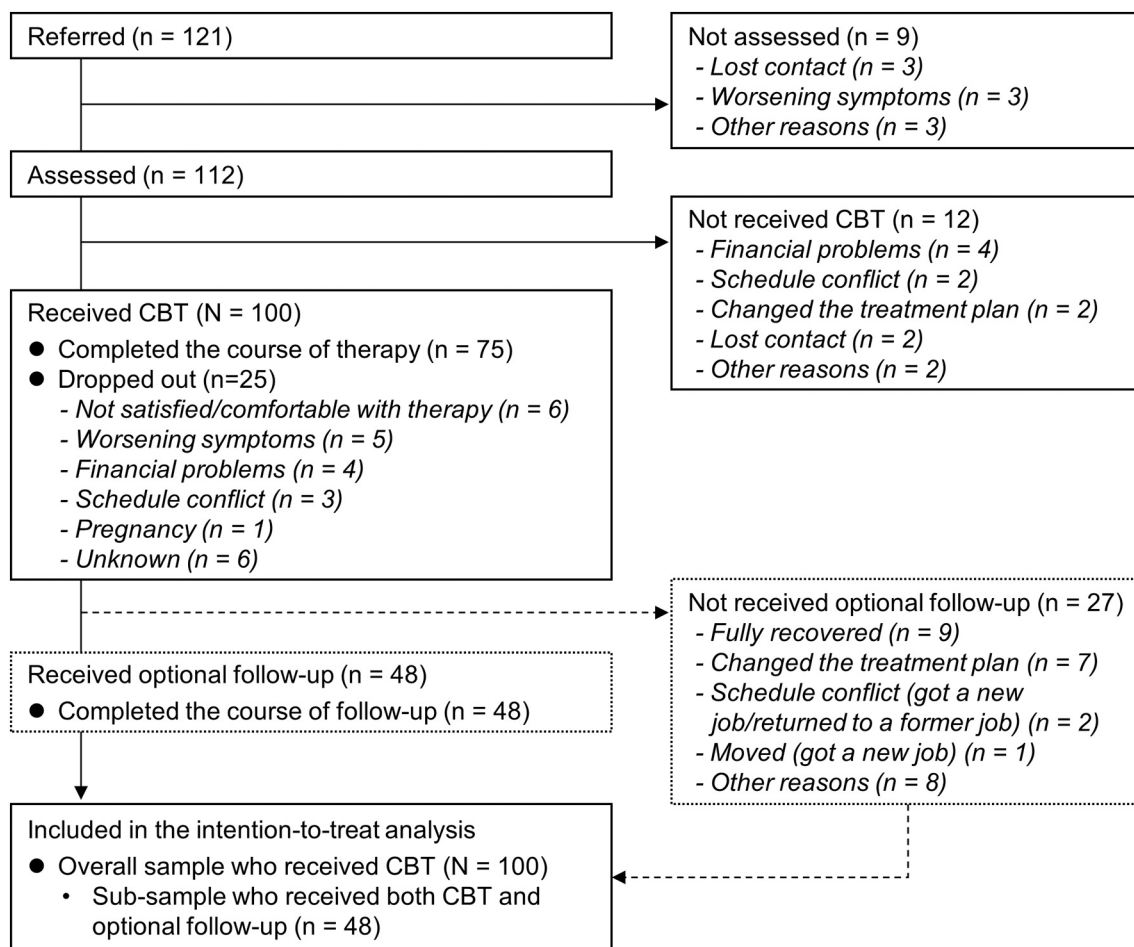 Referred (n = 121)
Not assessed (n = 9)
- Lost contact (n = 3)
- Worsening symptoms (n = 3)
- Other reasons (n = 3)
Assessed (n = 112)
Not received CBT (n = 12)
- Financial problems (n = 4)
- Schedule conflict (n = 2)
- Changed the treatment plan (n = 2)
- Lost contact (n = 2)
- Other reasons (n = 2)
Received CBT (N = 100)
● Completed the course of therapy (n = 75)
● Dropped out (n=25)
- Not satisfied/comfortable with therapy (n = 6)
- Worsening symptoms (n = 5)
- Financial problems (n = 4)
- Schedule conflict (n = 3)
- Pregnancy (n = 1)
- Unknown (n = 6)
Not received optional follow-up (n = 27)
- Fully recovered (n = 9)
- Changed the treatment plan (n = 7)
- Schedule conflict (got a new
job/returned to a former job) (n = 2)
- Moved (got a new job) (n = 1)
- Other reasons (n = 8)
Received optional follow-up (n = 48)
● Completed the course of follow-up (n = 48)
Included in the intention-to-treat analysis
● Overall sample who received CBT (N = 100)
• Sub-sample who received both CBT and
optional follow-up (n = 48)